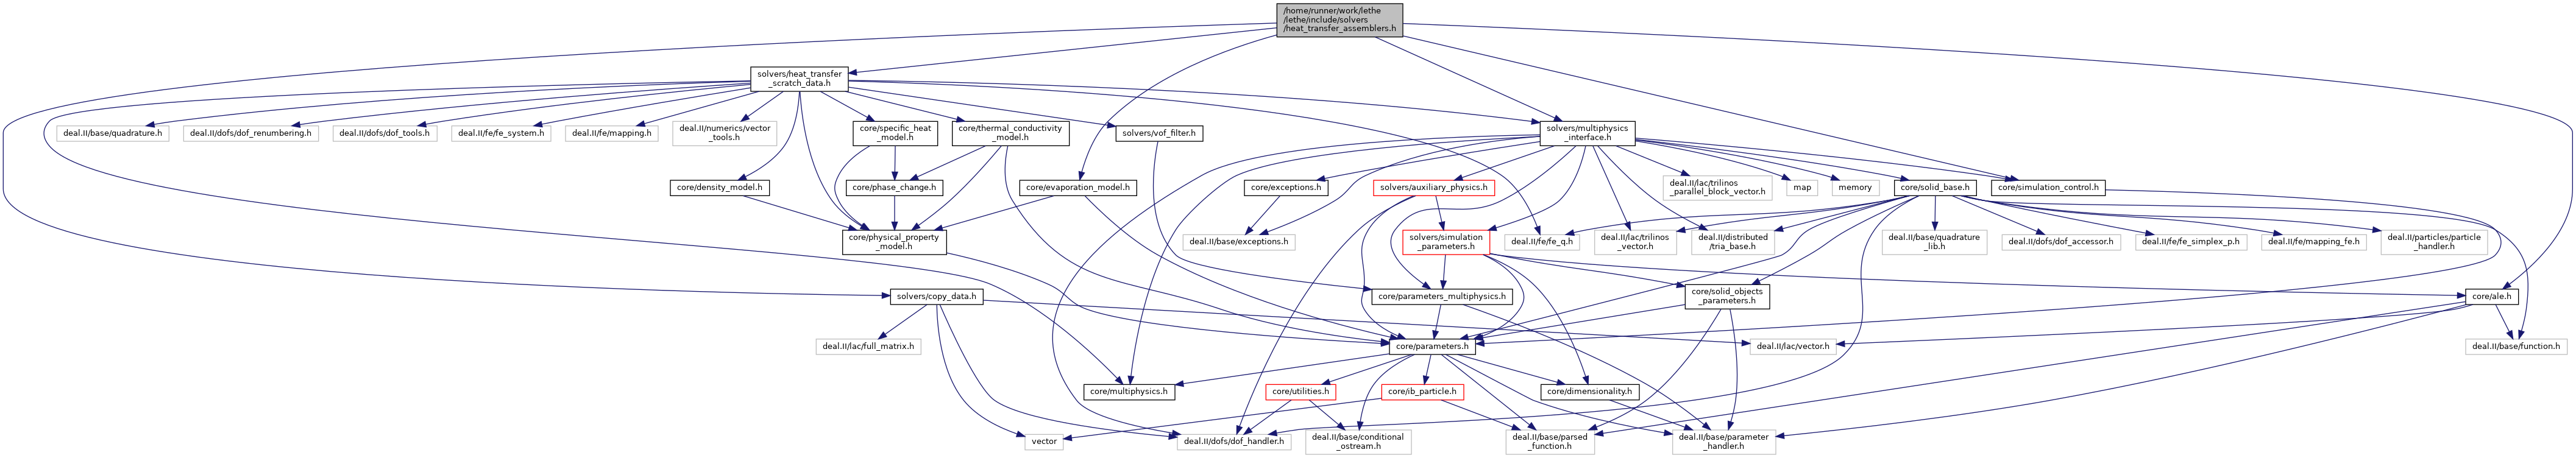 /home/runner/work/lethe
/lethe/include/solvers
/heat_transfer_assemblers.h
solvers/heat_transfer
_scratch_data.h
deal.II/base/quadrature.h
deal.II/dofs/dof_renumbering.h
deal.II/dofs/dof_tools.h
deal.II/fe/fe_system.h
deal.II/fe/mapping.h
deal.II/numerics/vector
_tools.h
core/specific_heat
_model.h
core/thermal_conductivity
_model.h
solvers/vof_filter.h
solvers/multiphysics
_interface.h
core/density_model.h
core/phase_change.h
core/evaporation_model.h
core/exceptions.h
solvers/auxiliary_physics.h
deal.II/lac/trilinos
_parallel_block_vector.h
map
memory
core/solid_base.h
core/simulation_control.h
core/physical_property
_model.h
deal.II/base/exceptions.h
solvers/simulation
_parameters.h
deal.II/fe/fe_q.h
deal.II/lac/trilinos
_vector.h
deal.II/distributed
/tria_base.h
deal.II/base/quadrature
_lib.h
deal.II/dofs/dof_accessor.h
deal.II/fe/fe_simplex_p.h
deal.II/fe/mapping_fe.h
deal.II/particles/particle
_handler.h
solvers/copy_data.h
core/parameters_multiphysics.h
core/solid_objects
_parameters.h
core/ale.h
deal.II/lac/full_matrix.h
core/parameters.h
deal.II/lac/vector.h
deal.II/base/function.h
core/multiphysics.h
core/utilities.h
core/ib_particle.h
core/dimensionality.h
vector
deal.II/dofs/dof_handler.h
deal.II/base/conditional
_ostream.h
deal.II/base/parsed
_function.h
deal.II/base/parameter
_handler.h